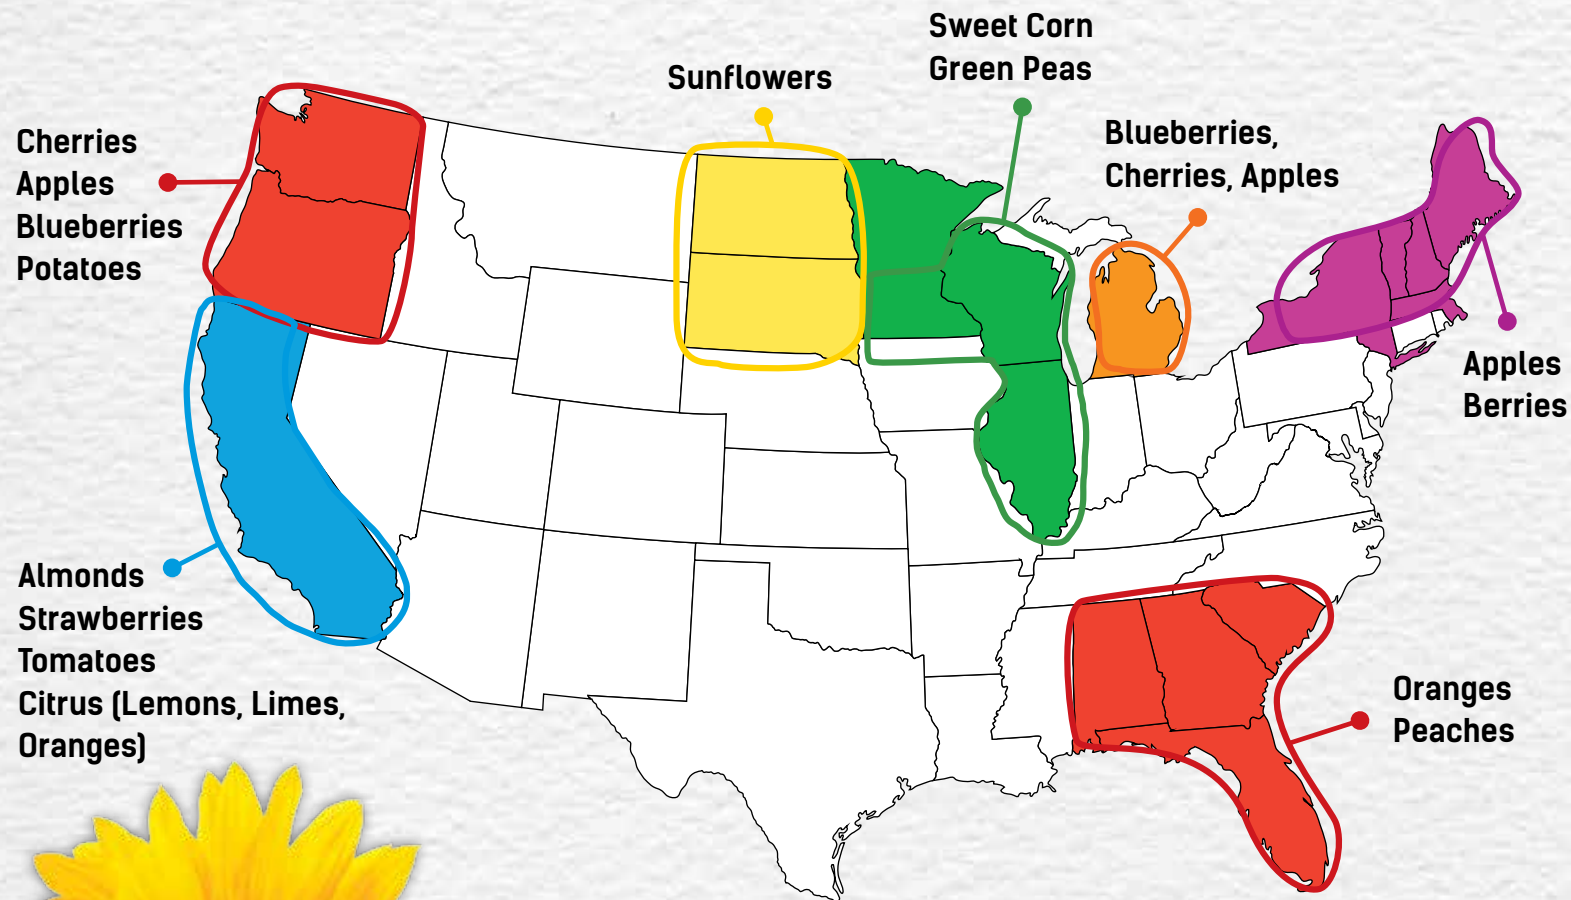 Sweet Corn
Green Peas
Sunflowers
Blueberries,
Cherries, Apples
Cherries
Apples
Blueberries
Potatoes
Apples
Berries
Almonds
Strawberries
Tomatoes
Citrus (Lemons, Limes,
Oranges)
Oranges
Peaches